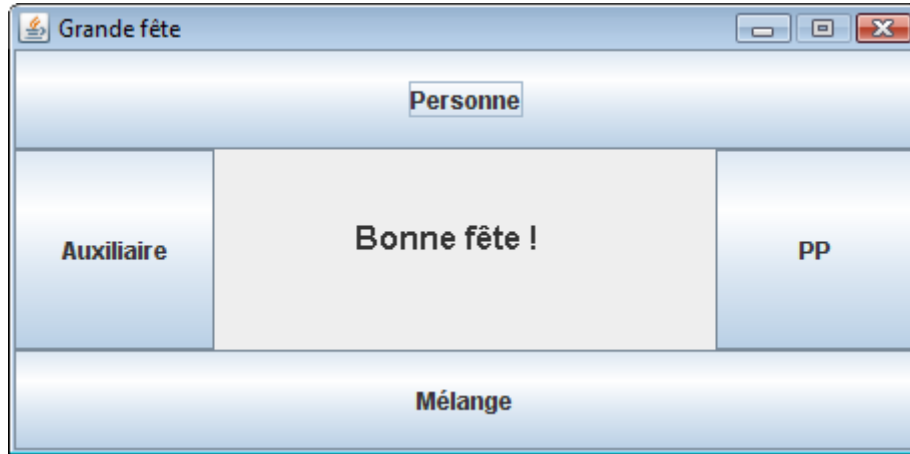 Grande fête
Personne
Auxiliaire
Bonne fête !
PP
Mélange